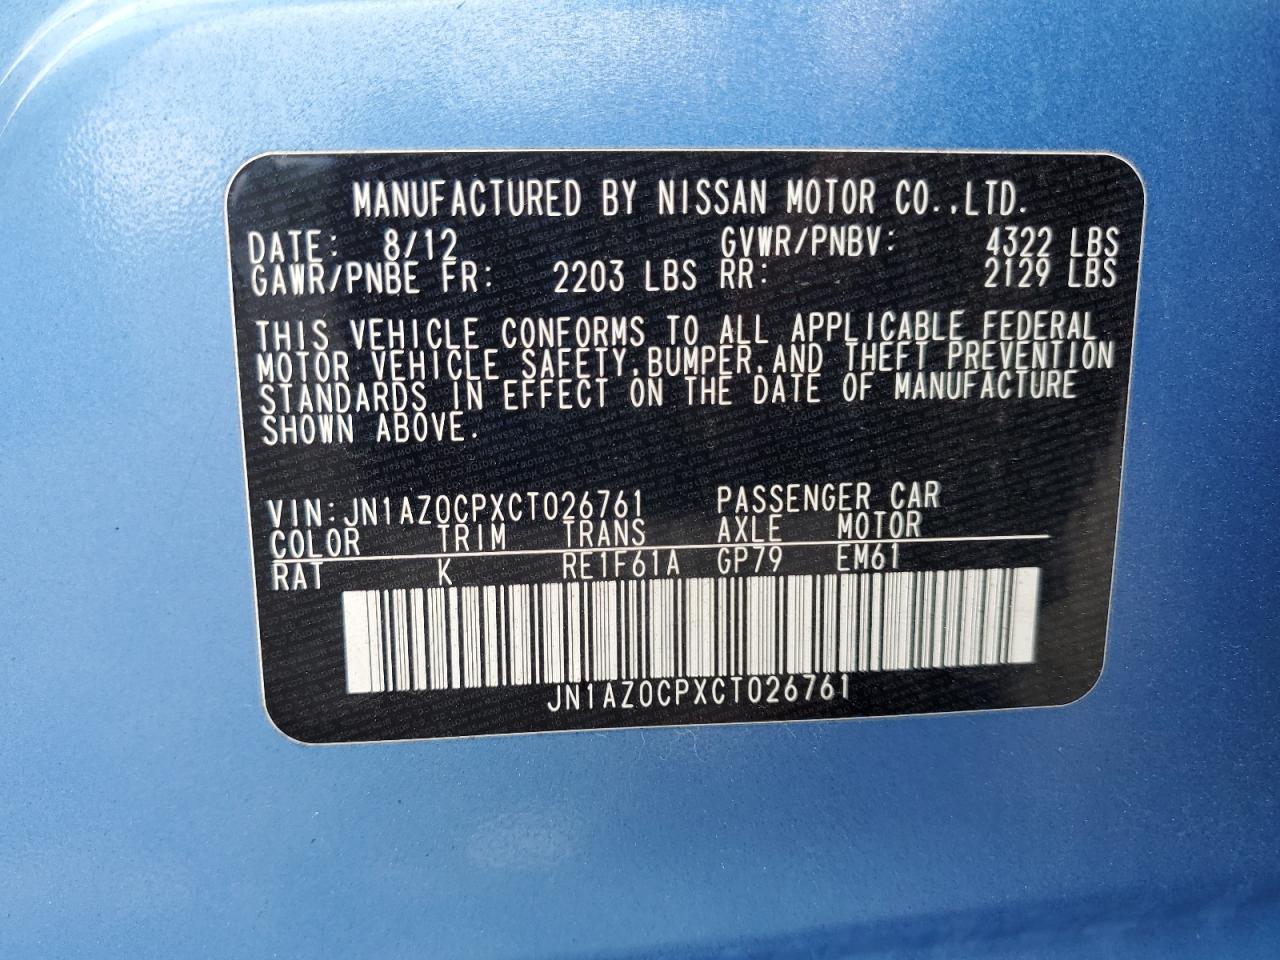 MANUFACTURED BY NISSAN MOTOR CO.,LTD.
DATE: 8/12 GVWR/PNBV: 4322 LBS
GAWR/PNBE FR: 2203 LBS RR: 2129 LBS
THIS VEHICLE CONFORMS TO ALL APPLICABLE FEDERAL
MOTOR VEHICLE SAFETY,BUMPER,AND THEFT PREVENTION
STANDARDS IN EFFECT ON THE DATE OF MANUFACTURE
SHOWN ABOVE.
VIN:JN1AZ0CPXCT026761 PASSENGER CAR
COLOR TRIM TRANS AXLE MOTOR
RAT K RE1F61A GP79 EM61
JN1AZ0CPXCT026761